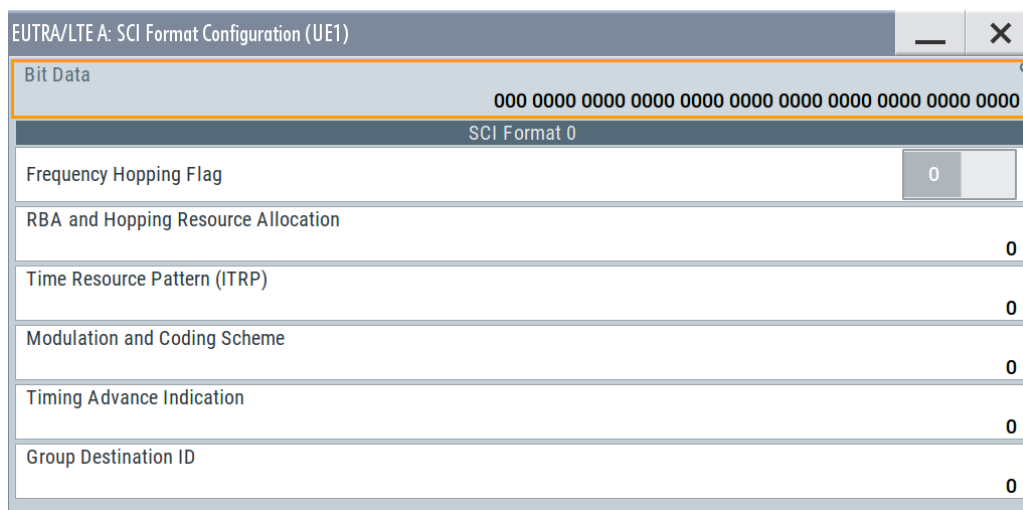 EUTRA/LTE A: SCI Format Configuration (UE1)
Bit Data
000 0000 0000 0000 0000 0000 0000 0000 0000 0000 0000
SCI Format 0
Frequency Hopping Flag
0
RBA and Hopping Resource Allocation
0
Time Resource Pattern (ITRP)
0
Modulation and Coding Scheme
0
Timing Advance Indication
0
Group Destination ID
0